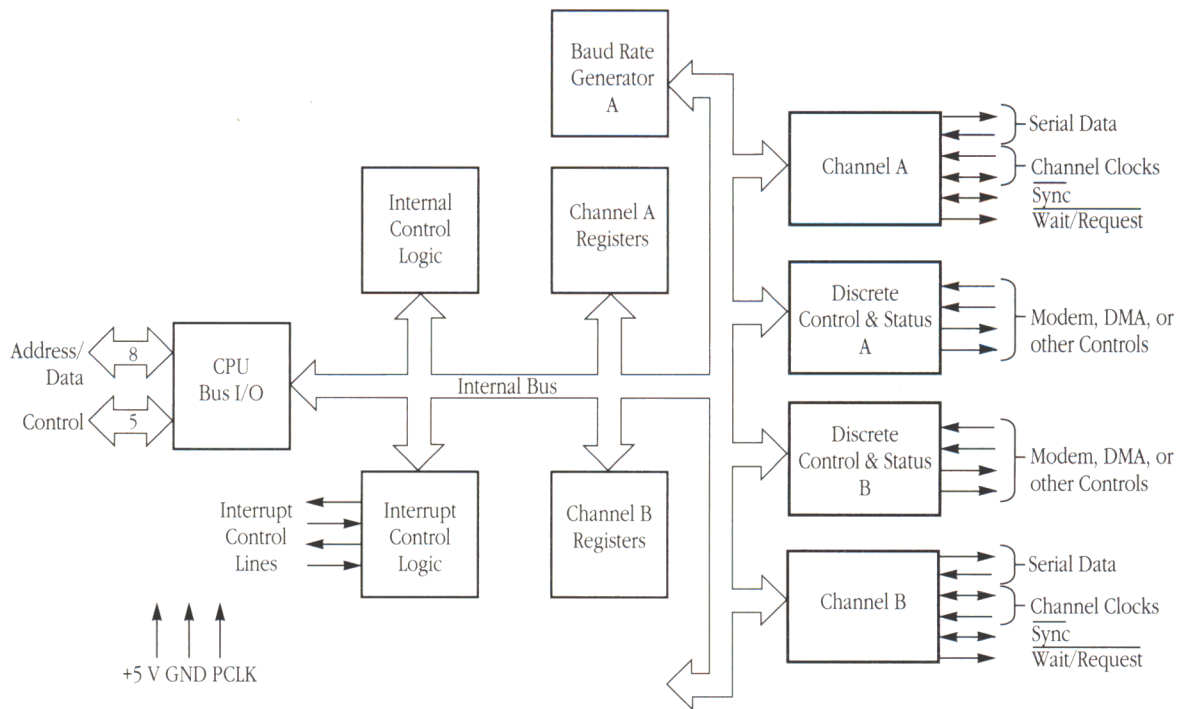 Baud Rate
Generator
A
Channel A
Serial Data
Channel Clocks
Sync
Wait/Request
Internal
Control
Logic
Channel A
Registers
Discrete
Control & Status
A
Modem, DMA, or
other Controls
Address/
Data
8
Control
5
CPU
Bus I/O
Internal Bus
Discrete
Control & Status
B
Modem, DMA, or
other Controls
Interrupt
Control
Lines
Interrupt
Control
Logic
Channel B
Registers
Channel B
Serial Data
Channel Clocks
Sync
Wait/Request
+5 V GND PCLK